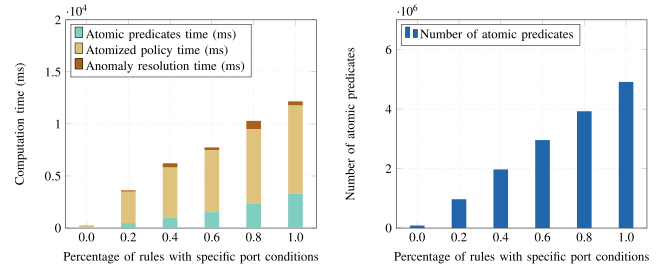 ·10⁴
2
1.5
1
0.5
0
Computation time (ms)
Atomic predicates time (ms)
Atomized policy time (ms)
Anomaly resolution time (ms)
0.0 0.2 0.4 0.6 0.8 1.0
Percentage of rules with specific port conditions
·10⁶
6
4
2
0
Number of atomic predicates
Number of atomic predicates
0.0 0.2 0.4 0.6 0.8 1.0
Percentage of rules with specific port conditions